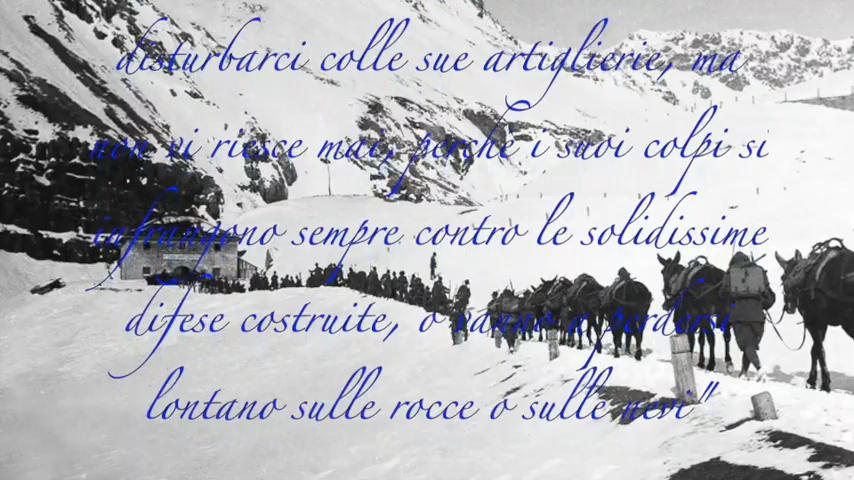 disturbarci colle sue artiglierie, ma
non vi riesce mai, perchè i suoi colpi si
infrangono sempre contro le solidissime
difese costruite, o vanno a perdersi
lontano sulle rocce o sulle nevi"